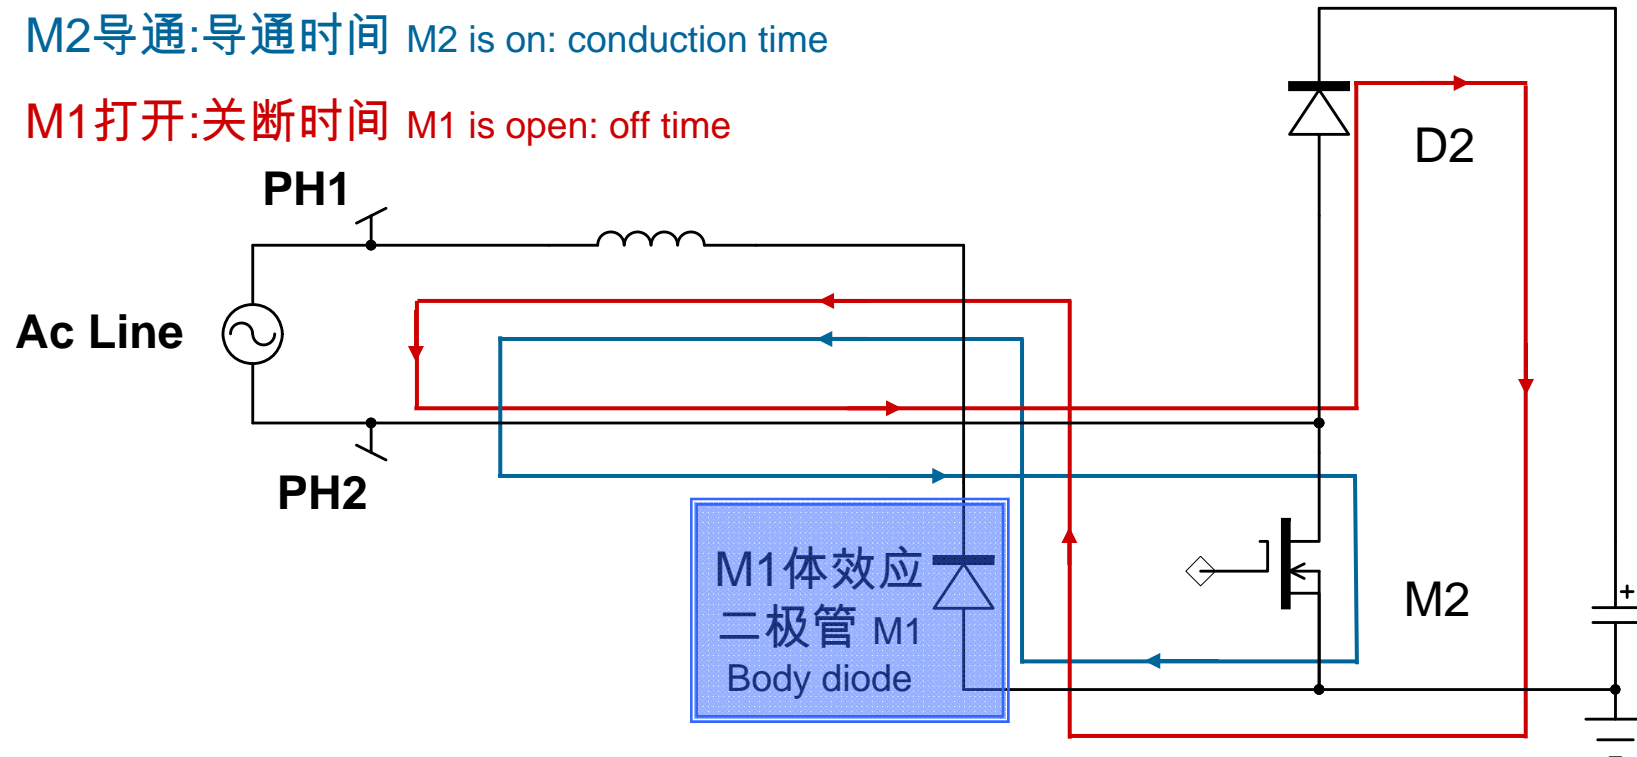 M2导通:导通时间 M2 is on: conduction time
M1打开:关断时间 M1 is open: off time
PH1
D2
Ac Line
PH2
M1体效应
二极管 M1
Body diode
M2
+